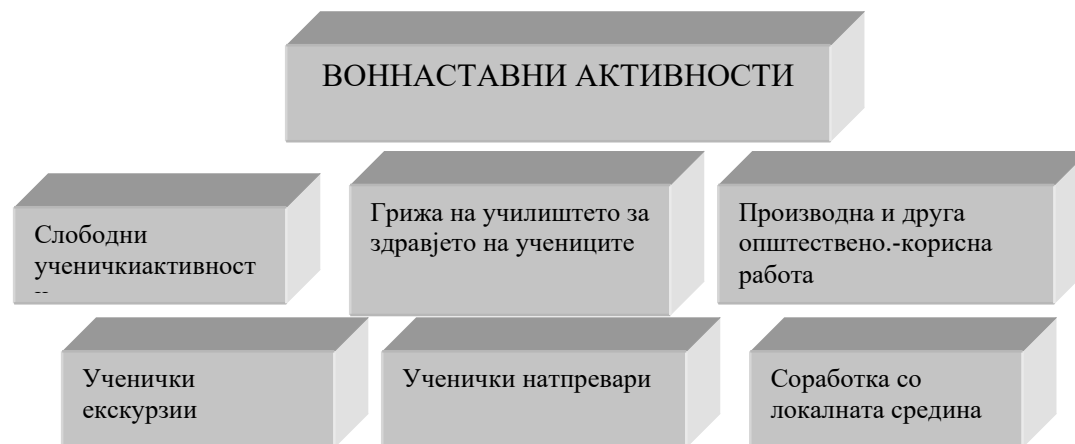 ВОННАСТАВНИ АКТИВНОСТИ
Слободни
ученичкиактивност
Грижа на училиштето за
здравјето на учениците
Производна и друга
општествено.-корисна
работа
Ученички
екскурзии
Ученички натпревари
Соработка со
локалната средина